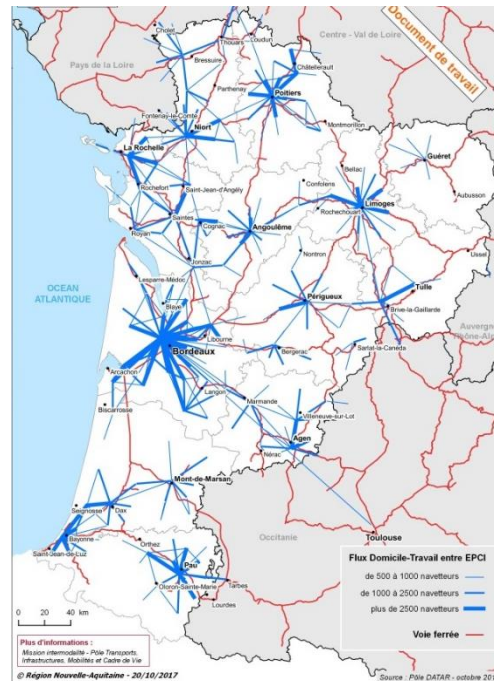 Document de travail
Centre - Val de Loire
Pays de la Loire
Cholet
Thouars
Loudun
Bressuire
Châtellerault
Parthenay
Poitiers
Fontenay-le-Comte
Niort
Montmorillon
La Rochelle
Bellac
Guéret
Rochefort
Saint-Jean-d'Angély
Confolens
Limoges
Aubusson
Saintes
Cognac
Angoulême
Rochechouart
Royan
Jonzac
Nontron
Ussel
Lesparre-Médoc
OCEAN
ATLANTIQUE
Blaye
Périgueux
Tulle
Brive-la-Gaillarde
Auvergne
Rhône-Al
Libourne
Bordeaux
Bergerac
Sarlat-la-Canéda
Arcachon
Langon
Biscarrosse
Marmande
Villeneuve-sur-Lot
Agen
Nérac
Mont-de-Marsan
Seignosse
Dax
Occitanie
Toulouse
Bayonne
Saint-Jean-de-Luz
Orthez
Pau
Oloron-Sainte-Marie
Tarbes
Lourdes
Flux Domicile-Travail entre EPCI
de 500 à 1000 navetteurs
de 1000 à 2500 navetteurs
plus de 2500 navetteurs
Voie ferrée
0 20 40
km
Plus d'informations :
Mission intermodalité - Pôle Transports,
Infrastructures, Mobilités et Cadre de Vie
© Région Nouvelle-Aquitaine - 20/10/2017
Source : Pôle DATAR - octobre 201